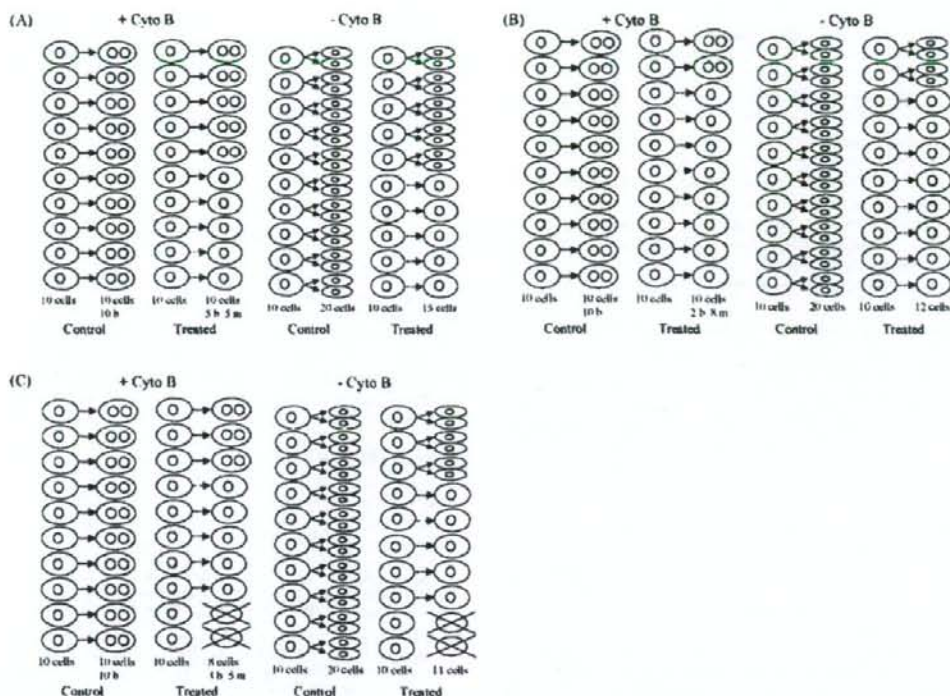 (A) + Cyto B - Cyto B
10 cells 10 cells 10 cells 10 cells 10 cells 20 cells 10 cells 15 cells
10 b 5 b 5 m
Control Treated Control Treated
(B) + Cyto B - Cyto B
10 cells 10 cells 10 cells 10 cells 10 cells 20 cells 10 cells 12 cells
10 b 2 b 8 m
Control Treated Control Treated
(C) + Cyto B - Cyto B
10 cells 10 cells 10 cells 8 cells 10 cells 20 cells 10 cells 11 cells
10 b 5 m
Control Treated Control Treated